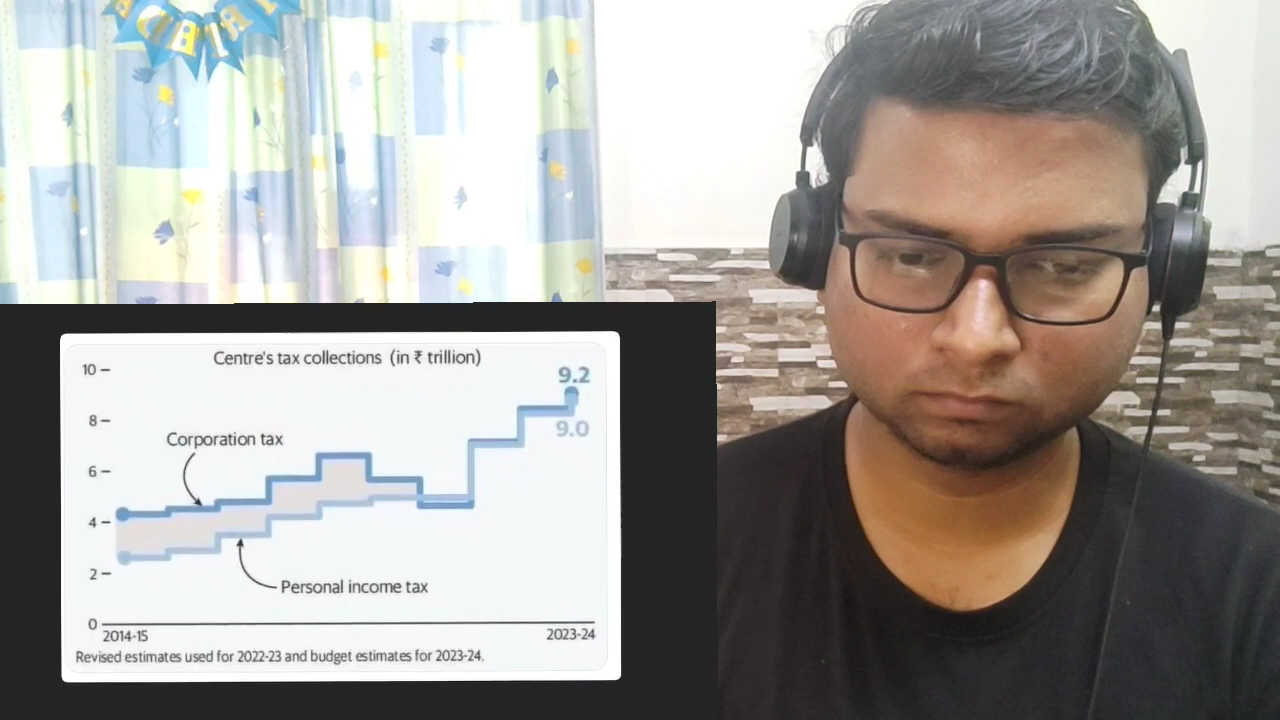 Centre's tax collections (in ₹ trillion)
10
9.2
8
9.0
Corporation tax
6
4
2
Personal income tax
0
2014-15
2023-24
Revised estimates used for 2022-23 and budget estimates for 2023-24.